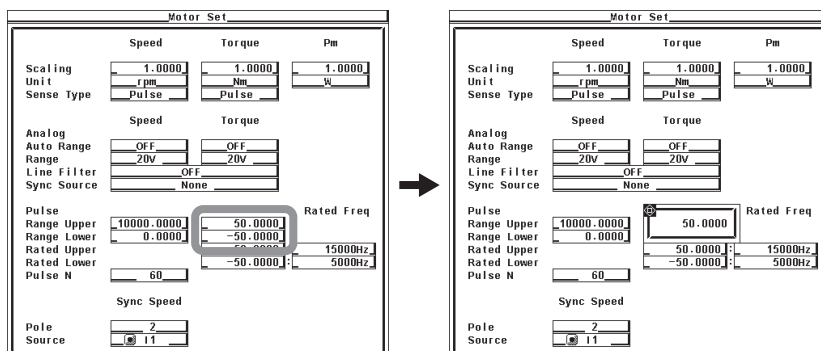 Motor Set
Speed Torque Pm
Scaling 1.0000 1.0000 1.0000
Unit rpm Nm W
Sense Type Pulse Pulse
Speed Torque
Analog
Auto Range OFF OFF
Range 20V 20V
Line Filter OFF
Sync Source None
Pulse Rated Freq
Range Upper 10000.0000 50.0000
Range Lower 0.0000 -50.0000
Rated Upper 50.0000 : 15000Hz
Rated Lower -50.0000 : 5000Hz
Pulse N 60
Sync Speed
Pole 2
Source I1
Motor Set
Speed Torque Pm
Scaling 1.0000 1.0000 1.0000
Unit rpm Nm W
Sense Type Pulse Pulse
Speed Torque
Analog
Auto Range OFF OFF
Range 20V 20V
Line Filter OFF
Sync Source None
Pulse Rated Freq
Range Upper 10000.0000 50.0000
Range Lower 0.0000
Rated Upper 50.0000 : 15000Hz
Rated Lower -50.0000 : 5000Hz
Pulse N 60
Sync Speed
Pole 2
Source I1